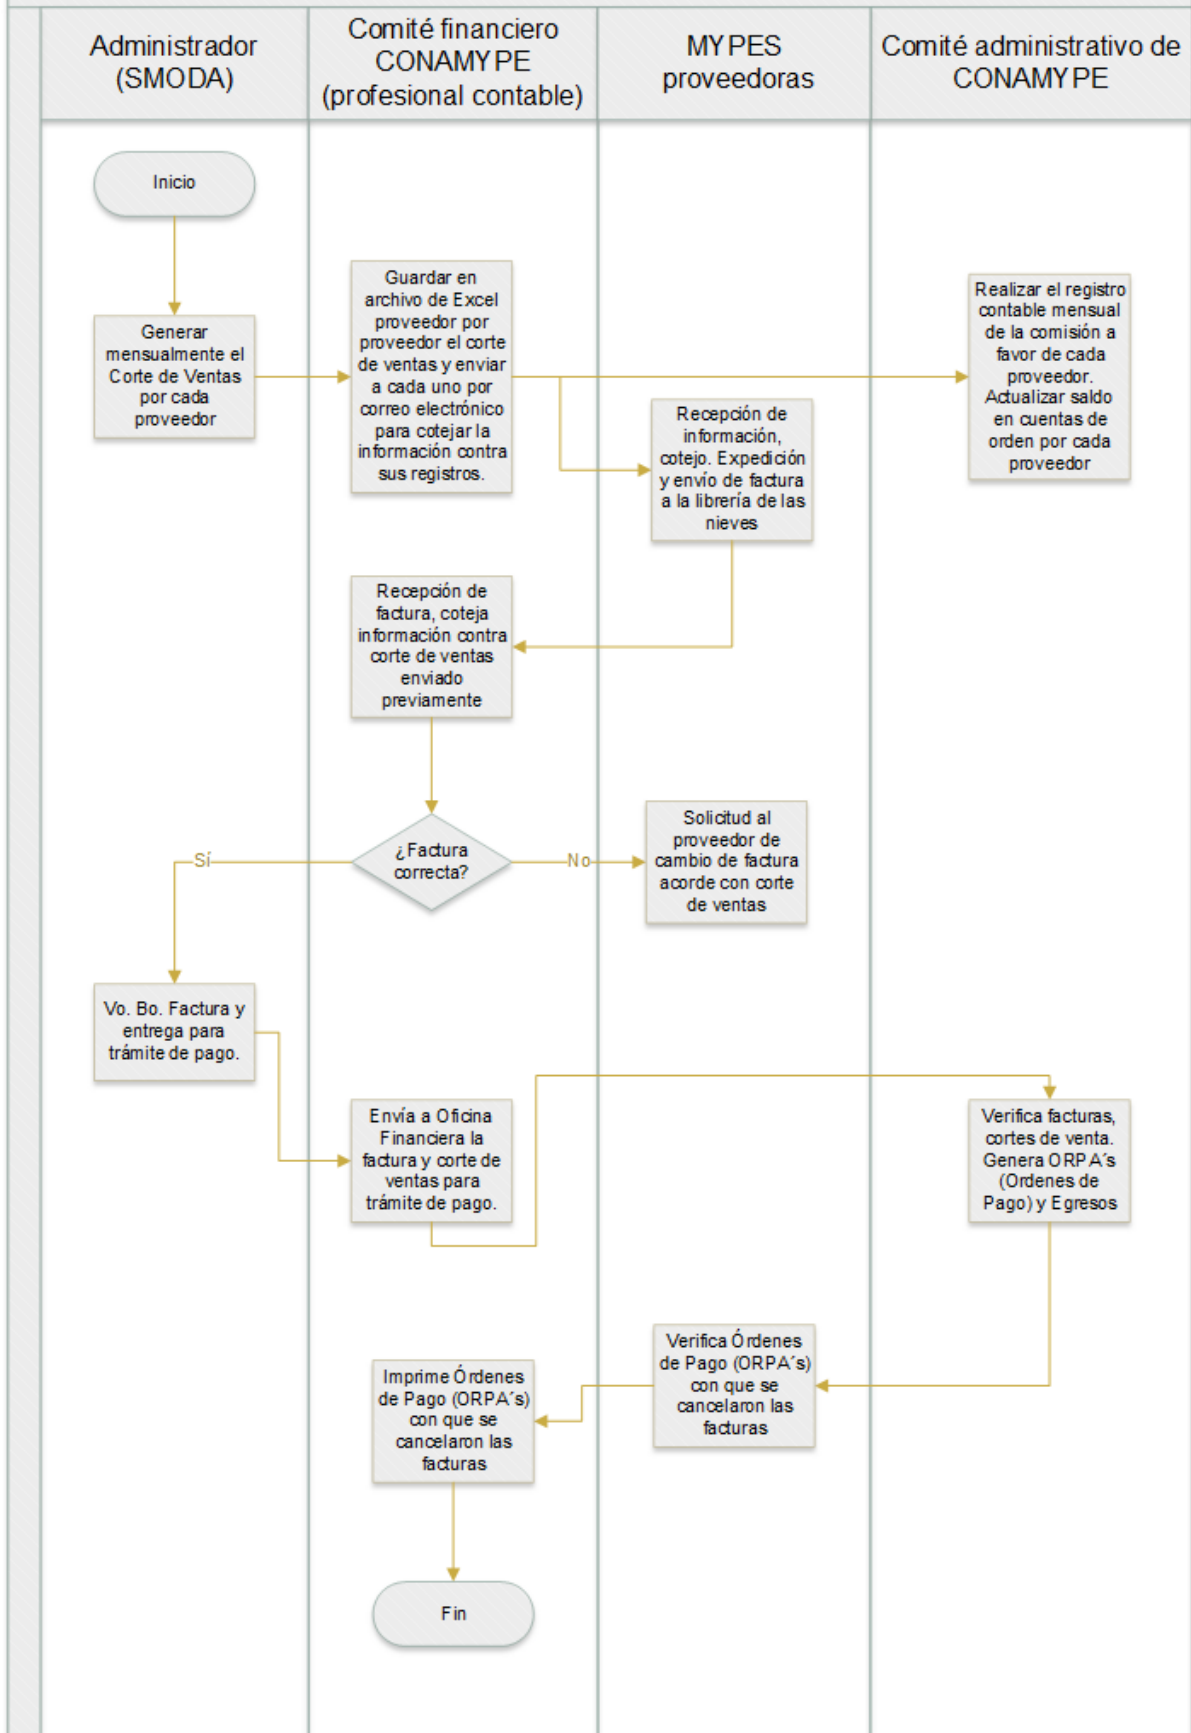 Administrador
(SMODA)
Comité financiero
CONAMYPE
(profesional contable)
MYPES
proveedoras
Comité administrativo de
CONAMYPE
Inicio
Generar
mensualmente el
Corte de Ventas
por cada
proveedor
Guardar en
archivo de Excel
proveedor por
proveedor el corte
de ventas y enviar
a cada uno por
correo electrónico
para cotejar la
información contra
sus registros.
Realizar el registro
contable mensual
de la comisión a
favor de cada
proveedor.
Actualizar saldo
en cuentas de
orden por cada
proveedor
Recepción de
información,
cotejo. Expedición
y envío de factura
a la librería de las
nieves
Recepción de
factura, coteja
información contra
corte de ventas
enviado
previamente
¿Factura
correcta?
Sí
No
Solicitud al
proveedor de
cambio de factura
acorde con corte
de ventas
Vo. Bo. Factura y
entrega para
trámite de pago.
Envía a Oficina
Financiera la
factura y corte de
ventas para
trámite de pago.
Verifica facturas,
cortes de venta.
Genera ORPA´s
(Ordenes de
Pago) y Egresos
Verifica Órdenes
de Pago (ORPA´s)
con que se
cancelaron las
facturas
Imprime Órdenes
de Pago (ORPA´s)
con que se
cancelaron las
facturas
Fin